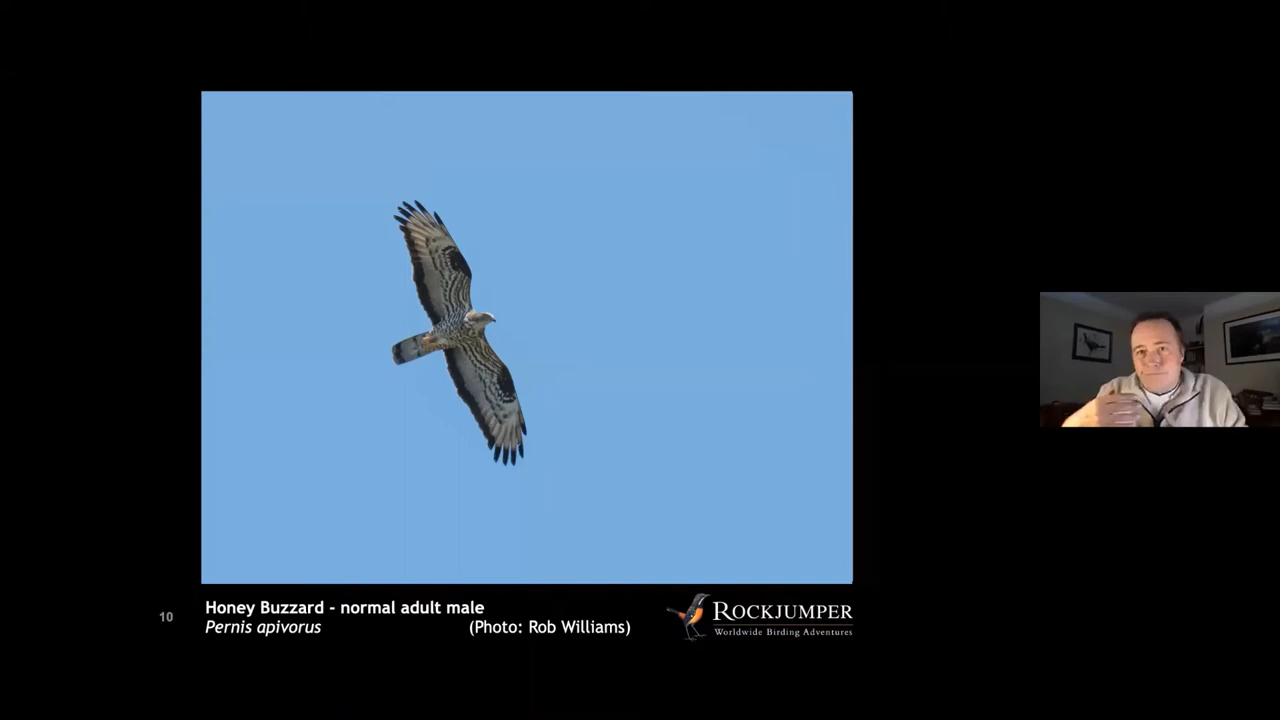 10
Honey Buzzard - normal adult male
Pernis apivorus
(Photo: Rob Williams)
ROCKJUMPER
Worldwide Birding Adventures